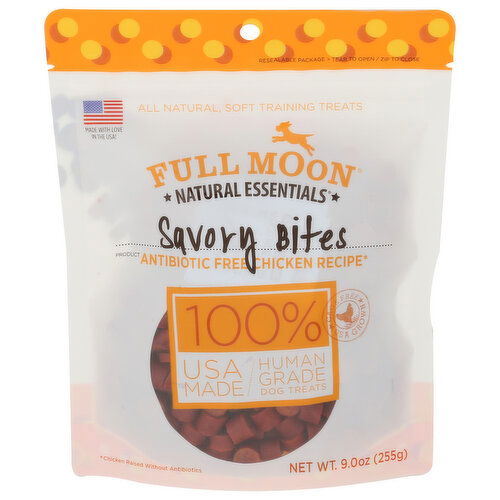 RESEALABLE PACKAGE - TEAR TO OPEN / ZIP TO CLOSE
MADE WITH LOVE
IN THE USA!
ALL NATURAL, SOFT TRAINING TREATS
FULL MOON®
★NATURAL ESSENTIALS★
Savory Bites
PRODUCT
ANTIBIOTIC FREE CHICKEN RECIPE*
100%
USA
MADE
HUMAN
GRADE
DOG TREATS
USA GROWN
*Chicken Raised Without Antibiotics
NET WT. 9.0oz (255g)